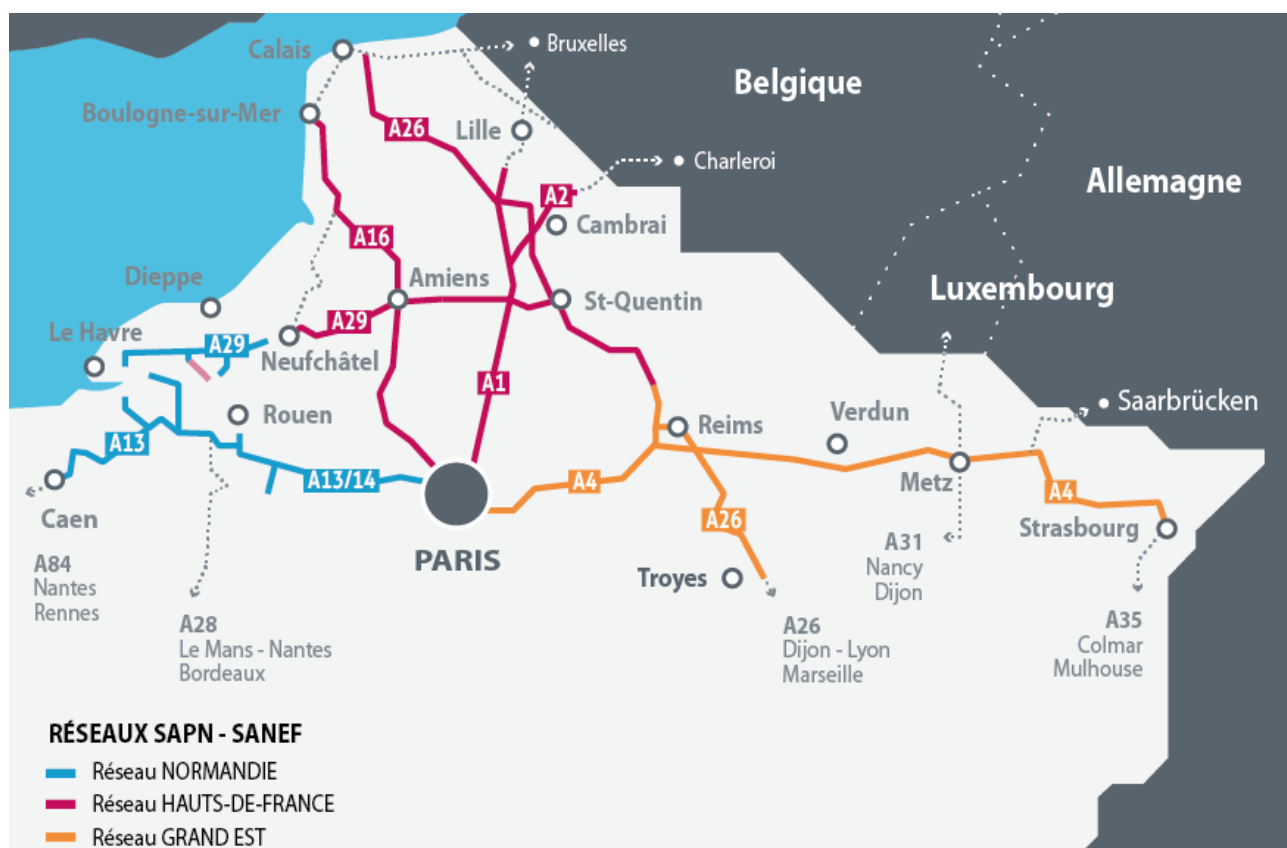 Calais
Bruxelles
Belgique
Boulogne-sur-Mer
A26
Lille
Charleroi
Allemagne
A2
Cambrai
A16
Dieppe
Amiens
St-Quentin
Luxembourg
Le Havre
A29
A29
Neufchâtel
A1
Saarbrücken
Rouen
Reims
Verdun
A13
A13/14
A4
Metz
A4
Caen
A26
Strasbourg
PARIS
A84
Nantes
Rennes
Troyes
A31
Nancy
Dijon
A28
Le Mans - Nantes
Bordeaux
A26
Dijon - Lyon
Marseille
A35
Colmar
Mulhouse
RÉSEAUX SAPN - SANEF
Réseau NORMANDIE
Réseau HAUTS-DE-FRANCE
Réseau GRAND EST